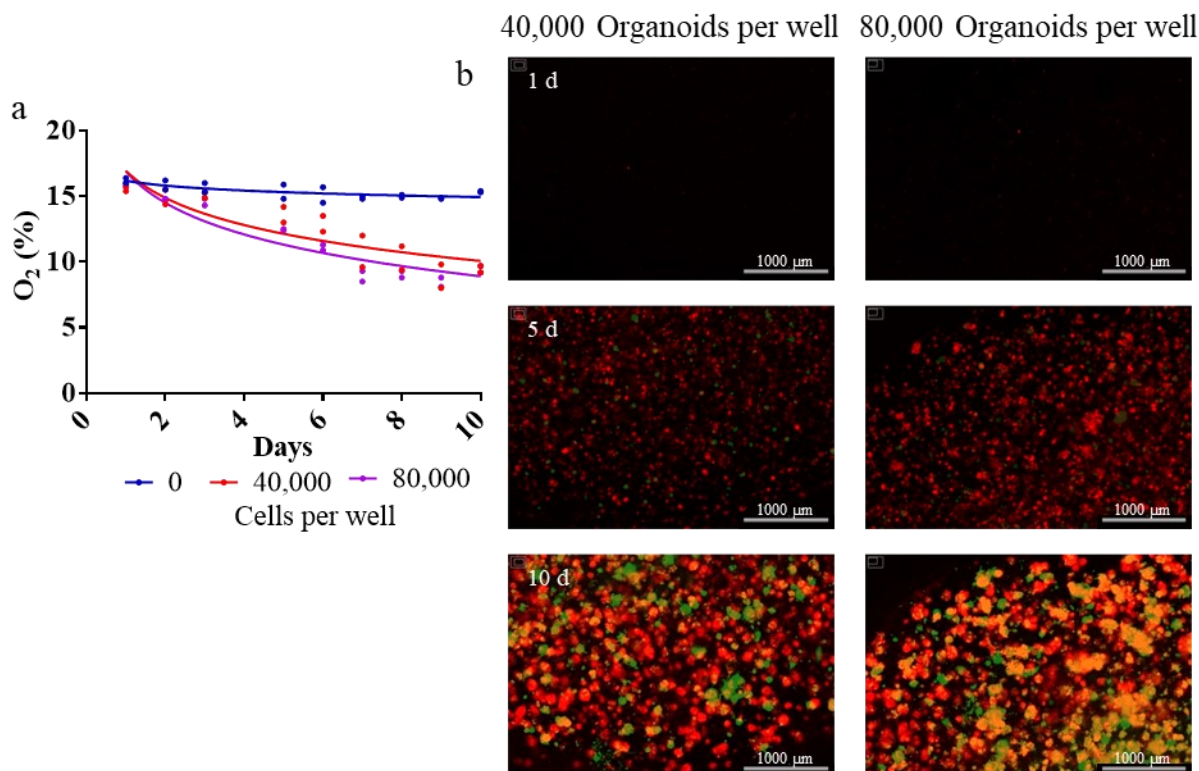 a
20
15
10
5
0
O2 (%)
0 2 4 6 8 10
Days
0 40,000 80,000
Cells per well
b
40,000 Organoids per well 80,000 Organoids per well
1 d
1000 µm 1000 µm
5 d
1000 µm 1000 µm
10 d
1000 µm 1000 µm